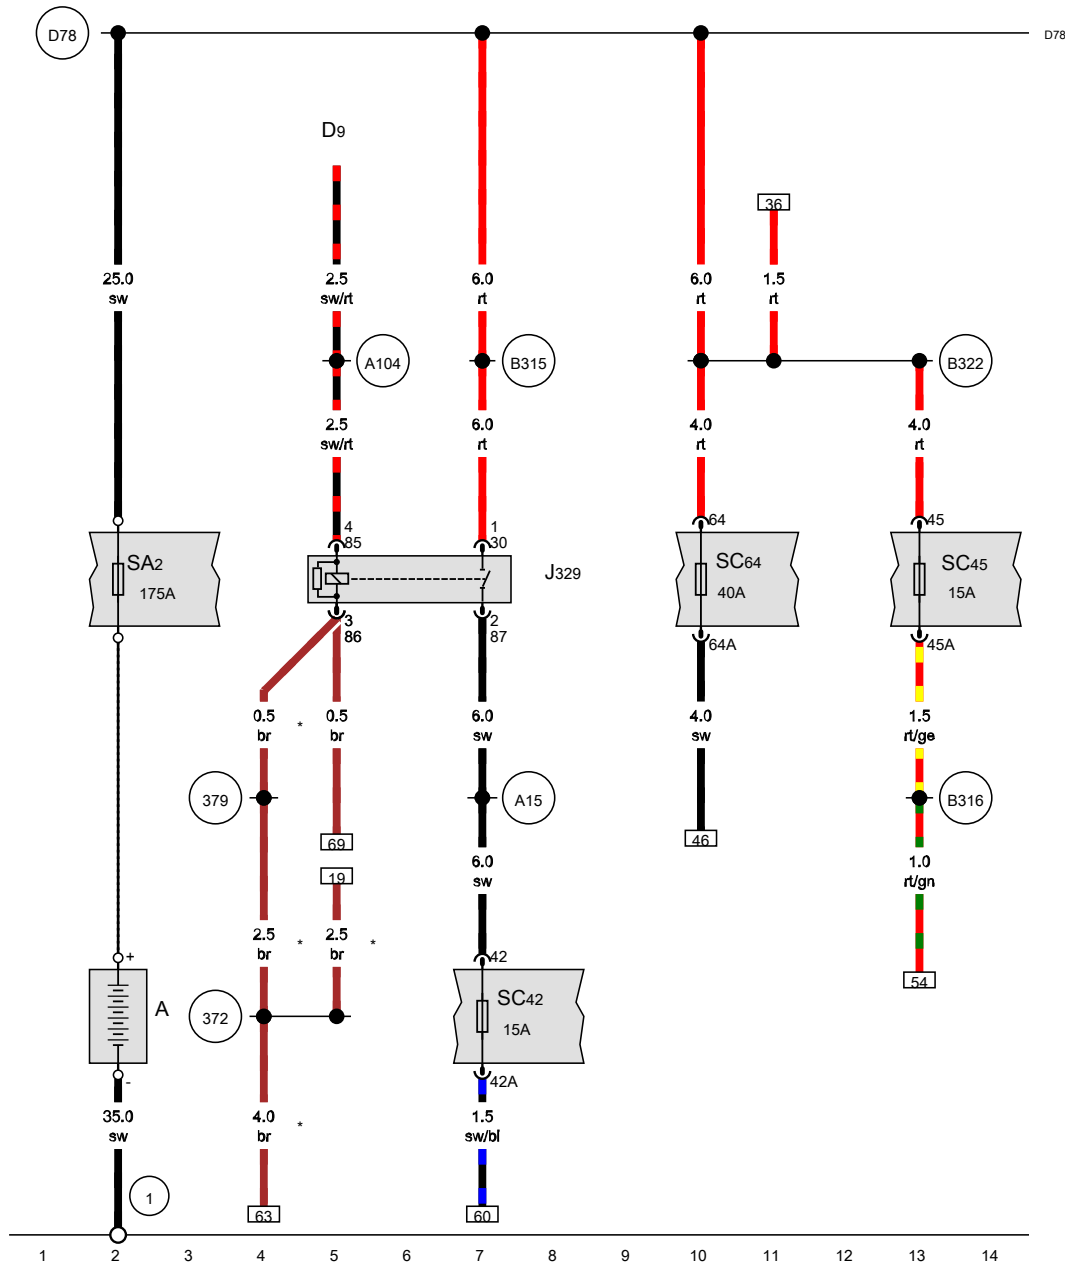 D78
D78
D9
36
25.0
sw
2.5
sw/rt
6.0
rt
6.0
rt
1.5
rt
A104
B315
B322
2.5
sw/rt
6.0
rt
4.0
rt
4.0
rt
4
85
1
30
64
45
SA2
175A
J329
SC64
40A
SC45
15A
3
86
2
87
64A
45A
0.5
br
*
0.5
br
6.0
sw
4.0
sw
1.5
rt/ge
379
A15
B316
69
46
19
6.0
sw
1.0
rt/gn
2.5
br
*
2.5
br
*
+
42
54
A
SC42
15A
372
-
42A
35.0
sw
4.0
br
*
1.5
sw/bl
1
63
60
1 2 3 4 5 6 7 8 9 10 11 12 13 14